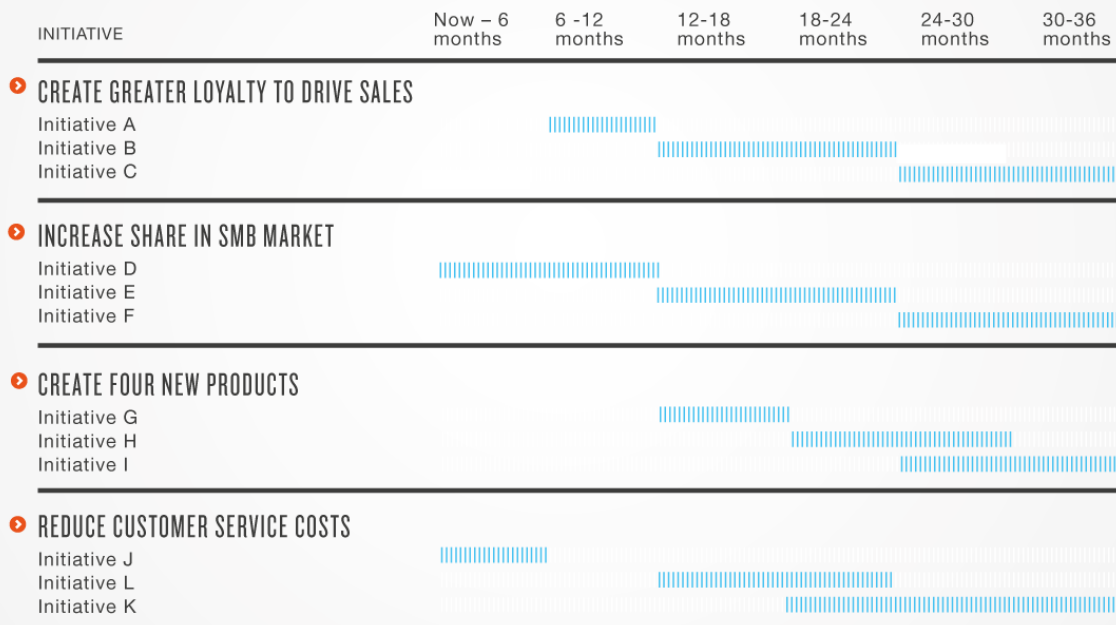 INITIATIVE
Now – 6 months
6 -12 months
12-18 months
18-24 months
24-30 months
30-36 months
CREATE GREATER LOYALTY TO DRIVE SALES
Initiative A
Initiative B
Initiative C
INCREASE SHARE IN SMB MARKET
Initiative D
Initiative E
Initiative F
CREATE FOUR NEW PRODUCTS
Initiative G
Initiative H
Initiative I
REDUCE CUSTOMER SERVICE COSTS
Initiative J
Initiative L
Initiative K